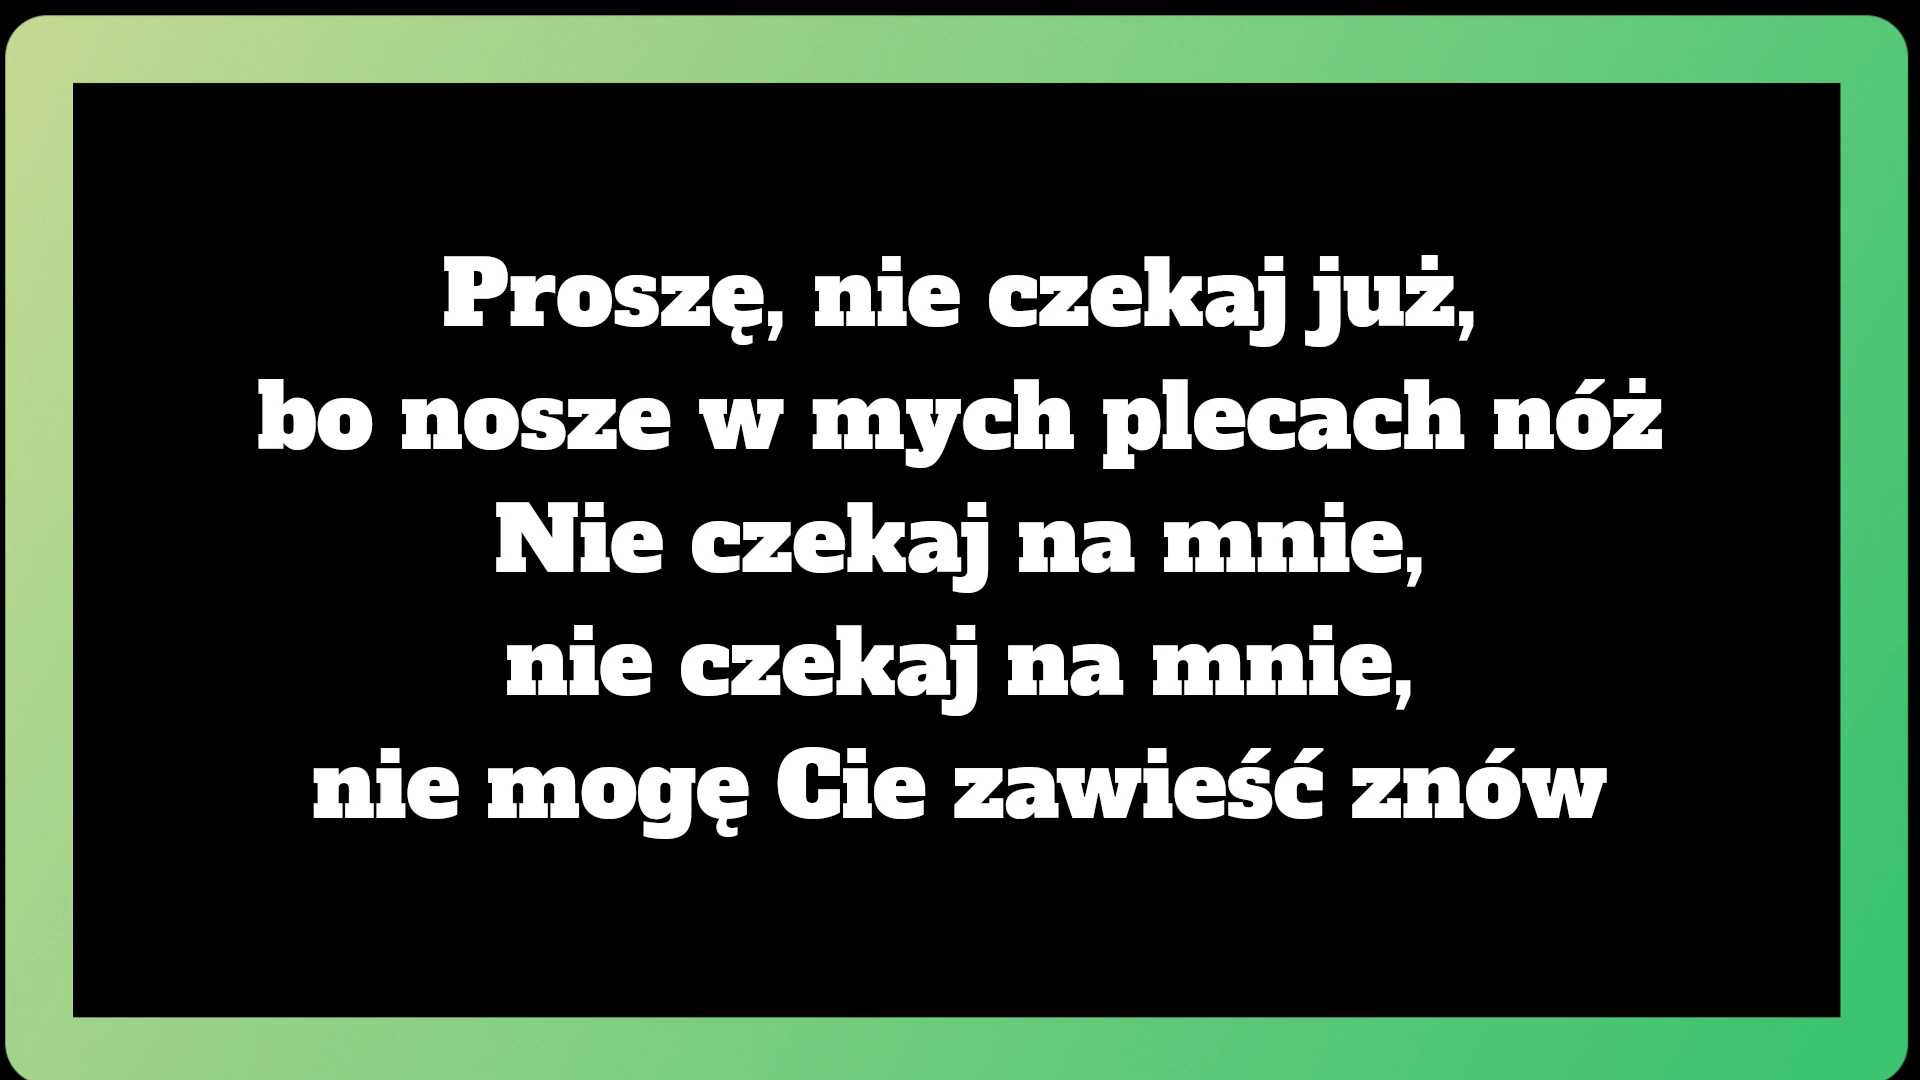 Proszę, nie czekaj już,
bo nosze w mych plecach nóż
Nie czekaj na mnie,
nie czekaj na mnie,
nie mogę Cie zawieść znów